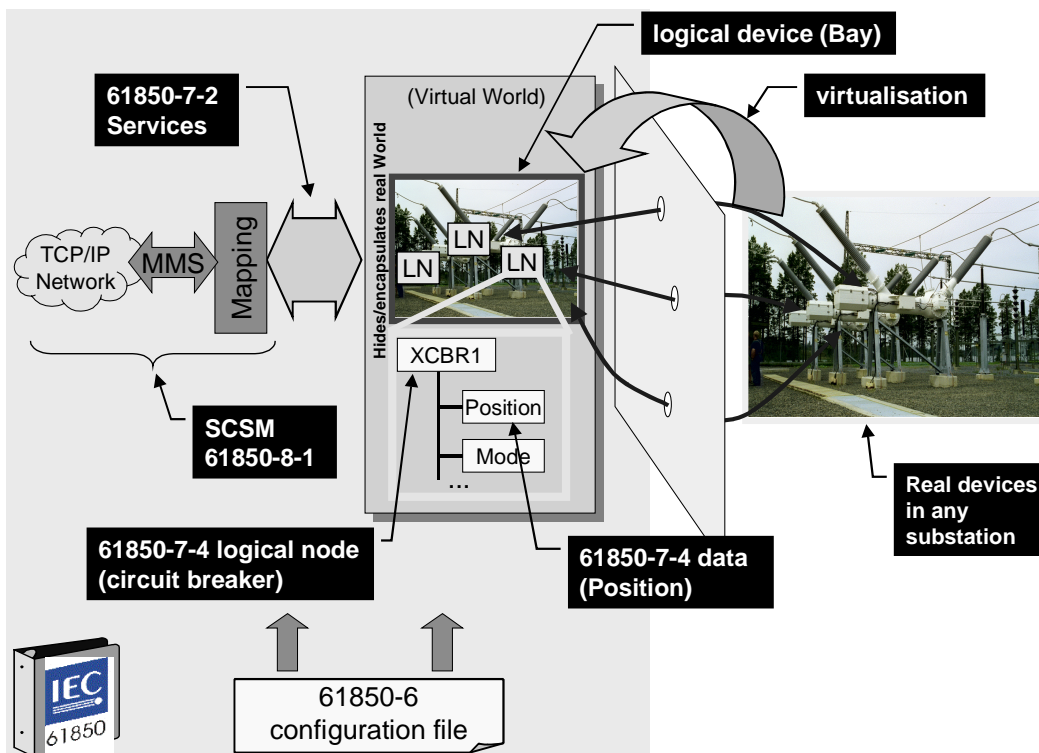 logical device (Bay)
61850-7-2
Services
(Virtual World)
virtualisation
Hides/encapsulates real World
LN
LN
LN
TCP/IP
Network
MMS
Mapping
XCBR1
Position
Mode
...
SCSM
61850-8-1
Real devices
in any
substation
61850-7-4 logical node
(circuit breaker)
61850-7-4 data
(Position)
IEC
61850
61850-6
configuration file